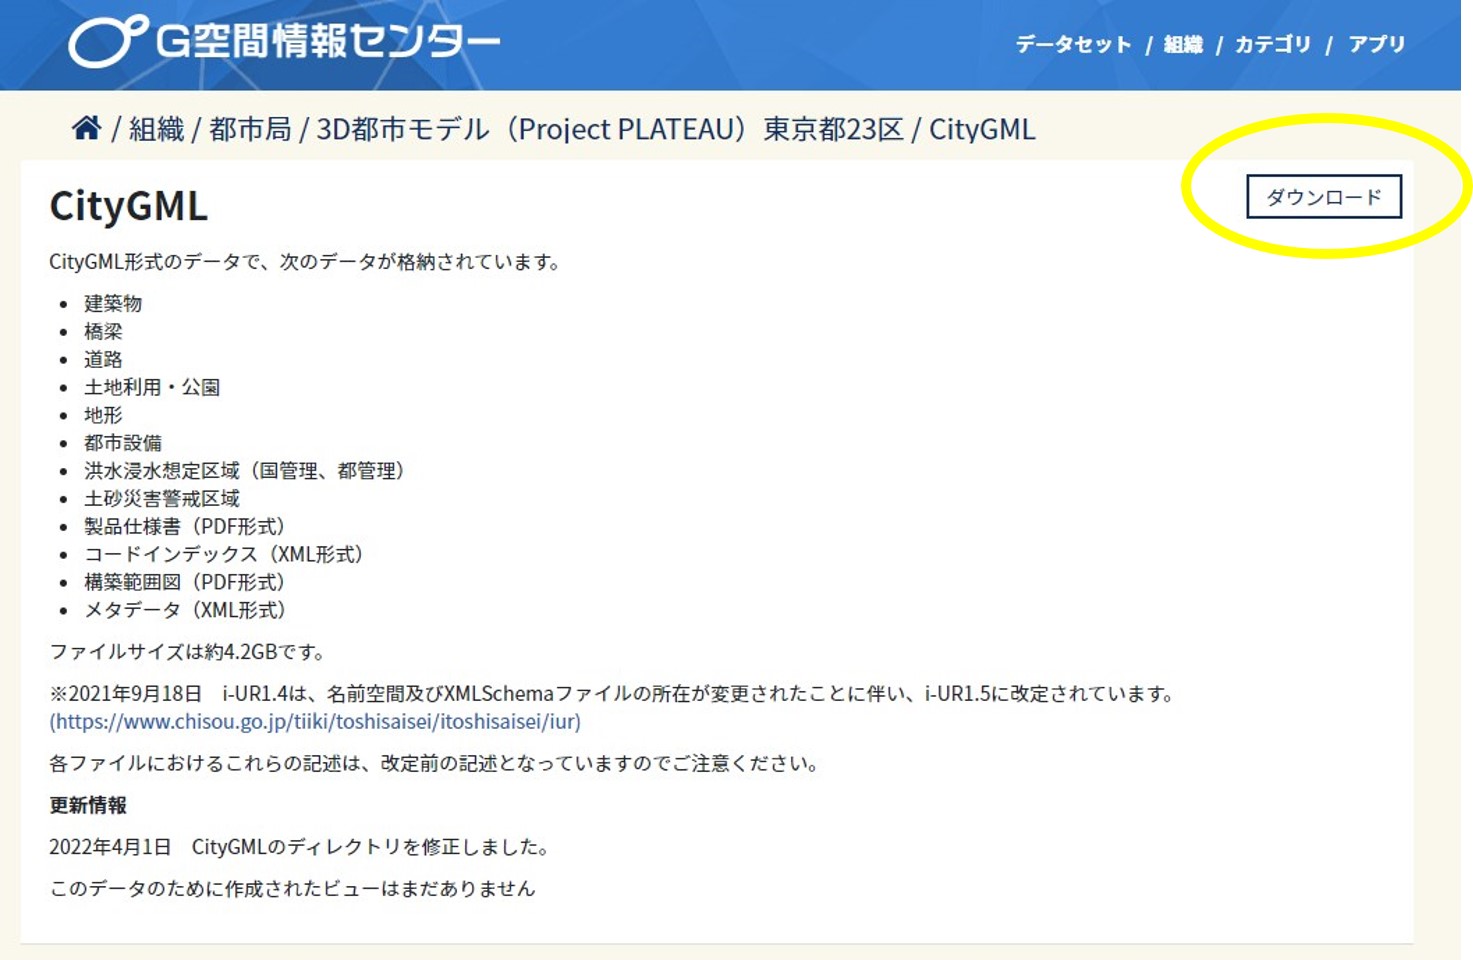 G空間情報センター
データセット / 組織 / カテゴリ / アプリ
/ 組織 / 都市局 / 3D都市モデル（Project PLATEAU）東京都23区 / CityGML
CityGML
ダウンロード
CityGML形式のデータで、次のデータが格納されています。
• 建築物
• 橋梁
• 道路
• 土地利用・公園
• 地形
• 都市設備
• 洪水浸水想定区域（国管理、都管理）
• 土砂災害警戒区域
• 製品仕様書（PDF形式）
• コードインデックス（XML形式）
• 構築範囲図（PDF形式）
• メタデータ（XML形式）
ファイルサイズは約4.2GBです。
※2021年9月18日　i-UR1.4は、名前空間及びXMLSchemaファイルの所在が変更されたことに伴い、i-UR1.5に改定されています。
(https://www.chisou.go.jp/tiiki/toshisaisei/itoshisaisei/iur)
各ファイルにおけるこれらの記述は、改定前の記述となっていますのでご注意ください。
更新情報
2022年4月1日　CityGMLのディレクトリを修正しました。
このデータのために作成されたビューはまだありません